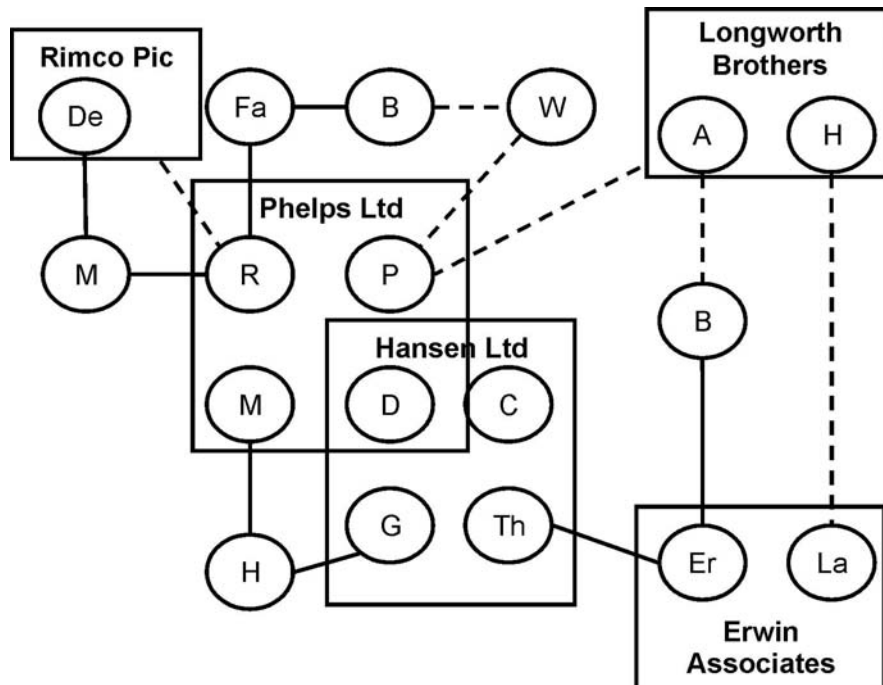 Rimco Pic
De
Fa
B
W
Longworth
Brothers
A
H
Phelps Ltd
M
R
P
B
Hansen Ltd
M
D
C
G
Th
H
Er
La
Erwin
Associates